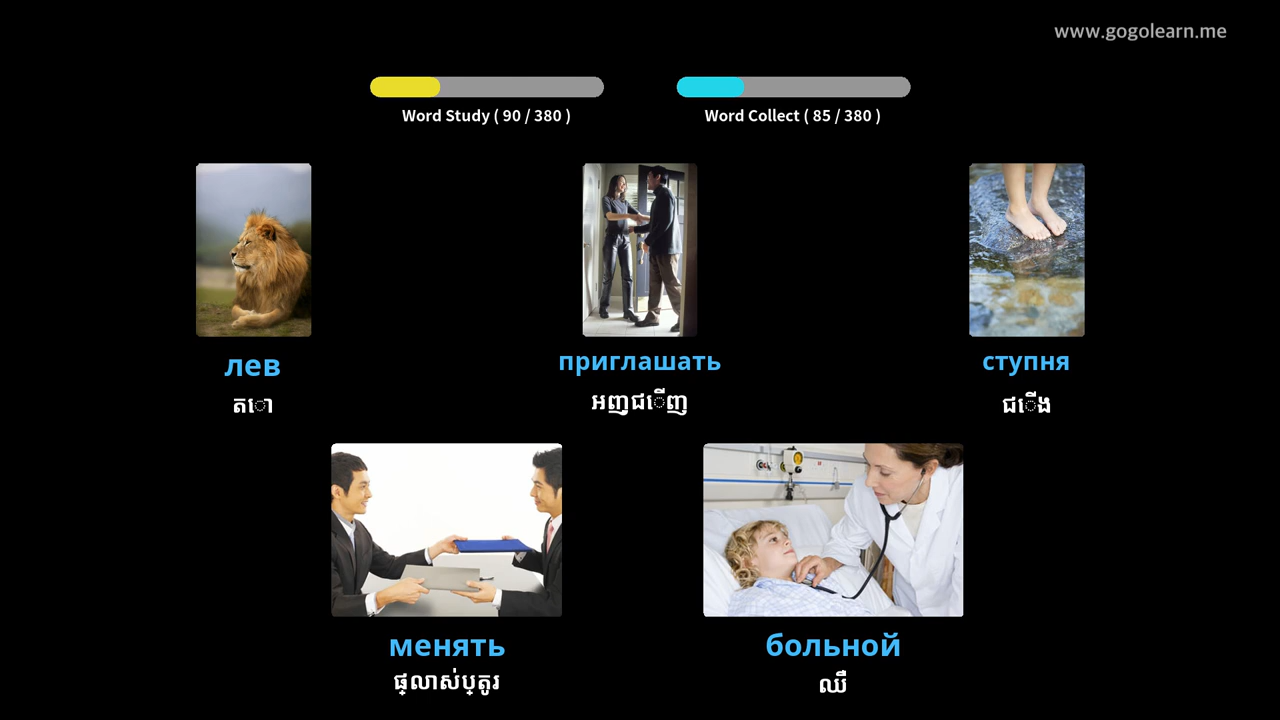 www.gogolearn.me
Word Study ( 90 / 380 )
Word Collect ( 85 / 380 )
лев
តោ
приглашать
អញ្ជើញ
ступня
ជើង
менять
ផ្លាស់ប្តូរ
больной
ឈឺ